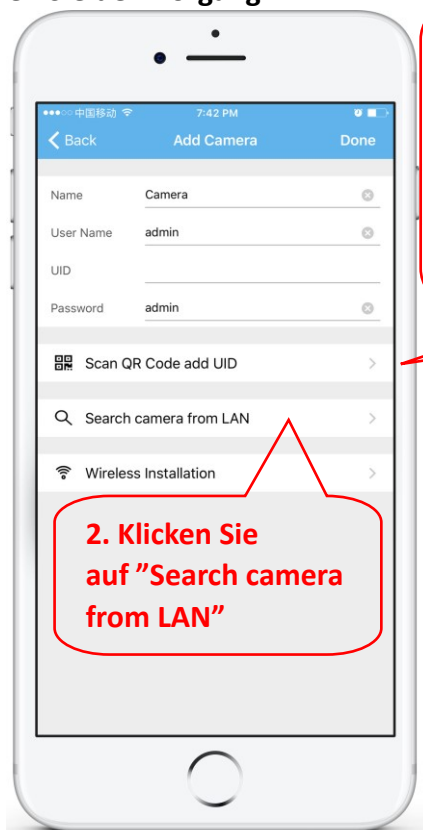 中国移动 7:42 PM
Back Add Camera Done
Name Camera
User Name admin
UID
Password admin
Scan QR Code add UID
Search camera from LAN
Wireless Installation
2. Klicken Sie
auf ”Search camera
from LAN”